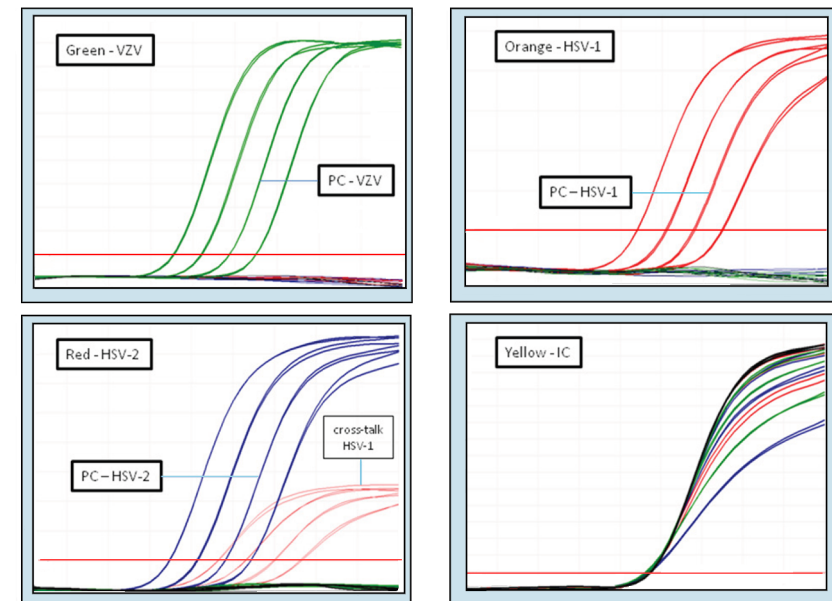 Green - VZV
PC - VZV
Orange - HSV-1
PC – HSV-1
Red - HSV-2
cross-talk
HSV-1
PC – HSV-2
Yellow - IC